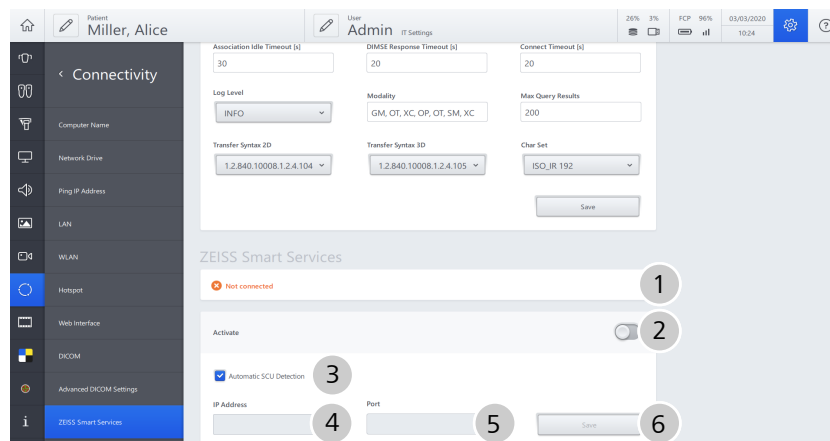 Patient
Miller, Alice
User
Admin IT Settings
26% 3%
FCP 96%
03/03/2020
10:24
?
Connectivity
Computer Name
Network Drive
Ping IP Address
LAN
WLAN
Hotspot
Web Interface
DICOM
Advanced DICOM Settings
ZEISS Smart Services
i
Association Idle Timeout [s] DIMSE Response Timeout [s] Connect Timeout [s]
30 20 20
Log Level Modality Max Query Results
INFO GM, OT, XC, OP, OT, SM, XC 200
Transfer Syntax 2D Transfer Syntax 3D Char Set
1.2.840.10008.1.2.4.104 1.2.840.10008.1.2.4.105 ISO_IR 192
Save
ZEISS Smart Services
Not connected 1
Activate 2
Automatic SCU Detection 3
IP Address Port
4 5 Save 6